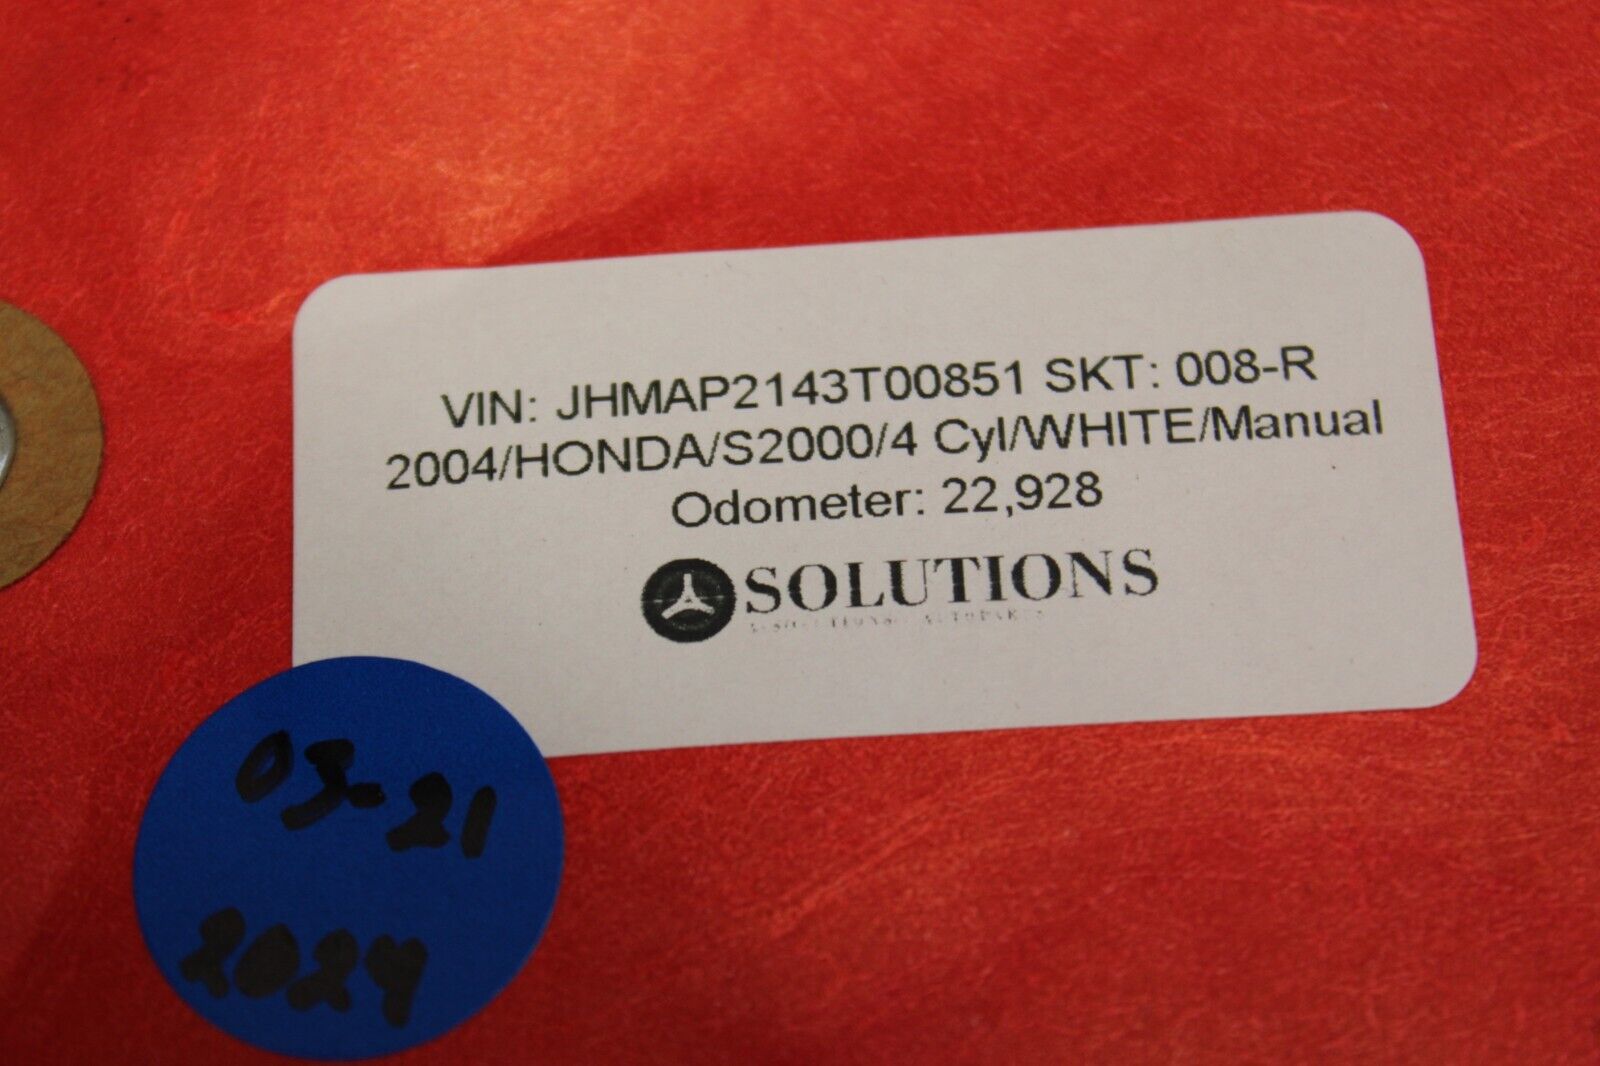 VIN: JHMAP2143T00851 SKT: 008-R
2004/HONDA/S2000/4 Cyl/WHITE/Manual
Odometer: 22,928
SOLUTIONS
03-21
2024